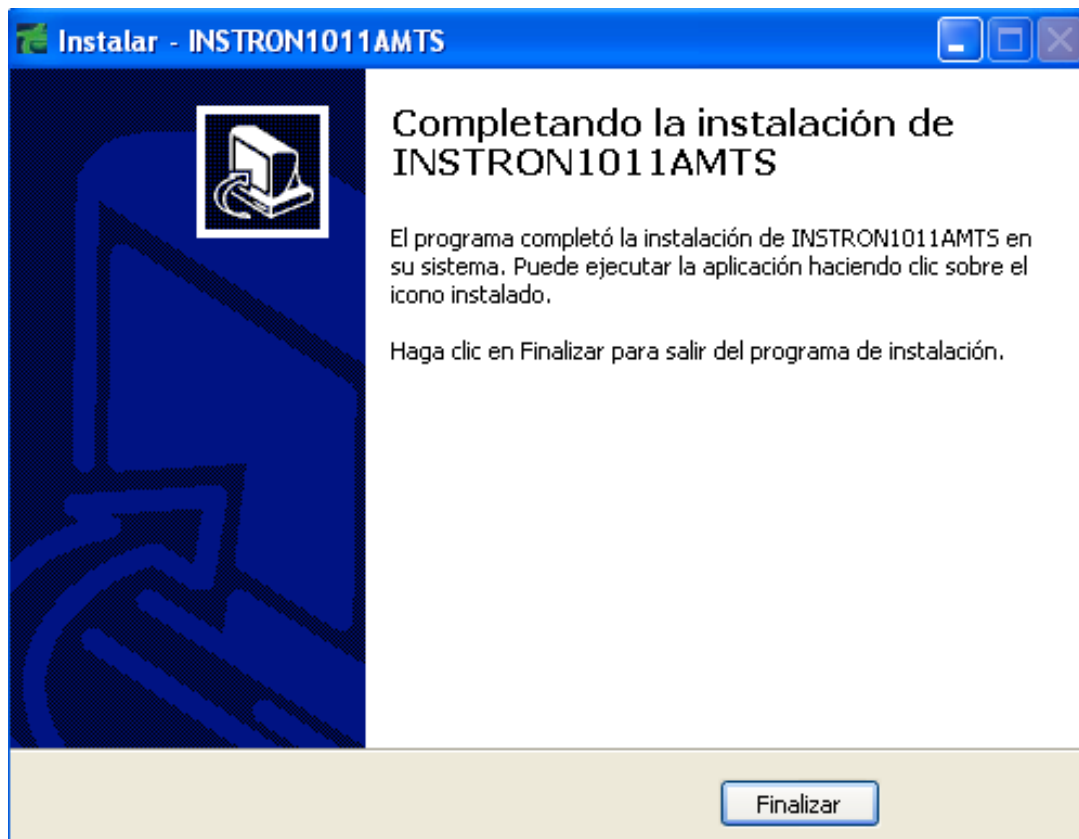 Instalar - INSTRON1011AMTS
Completando la instalación de
INSTRON1011AMTS
El programa completó la instalación de INSTRON1011AMTS en
su sistema. Puede ejecutar la aplicación haciendo clic sobre el
icono instalado.
Haga clic en Finalizar para salir del programa de instalación.
Finalizar